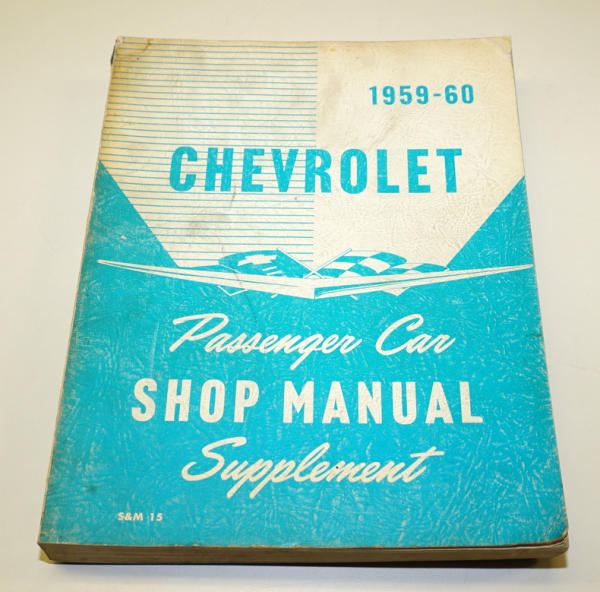 1959-60
CHEVROLET
Passenger Car
SHOP MANUAL
Supplement
S&M 15